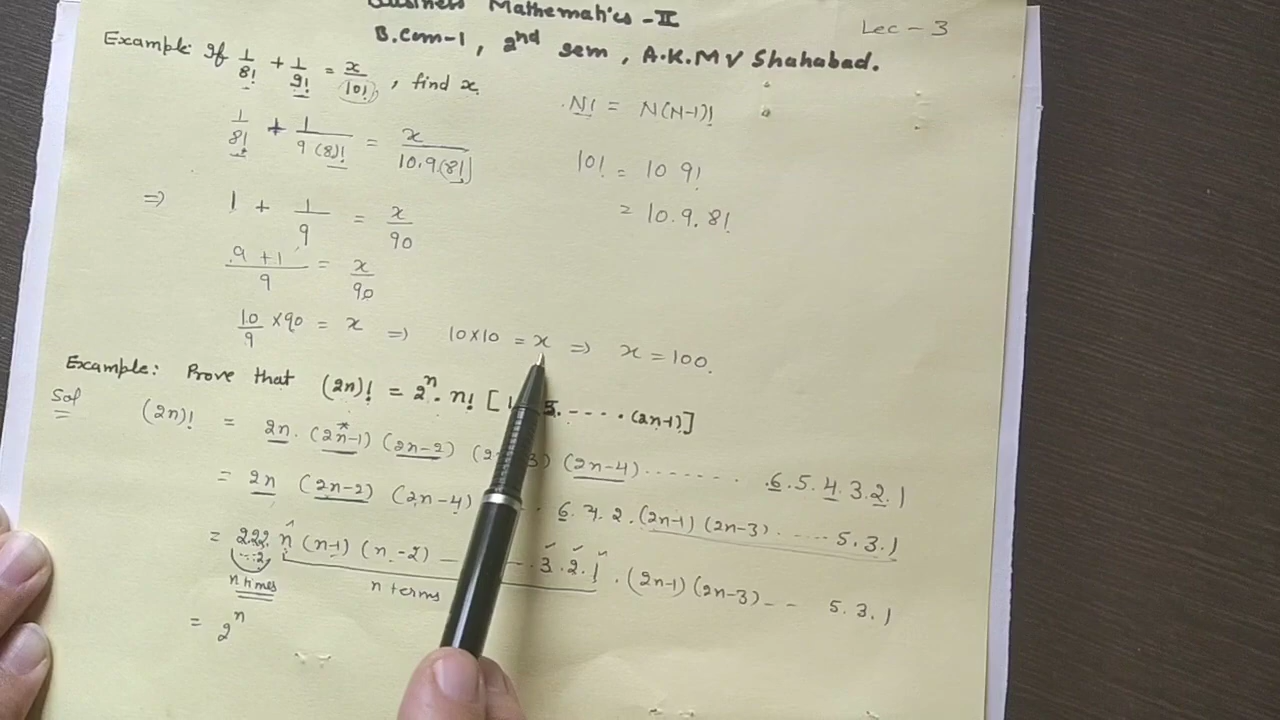 Business Mathematics - II
Lec - 3
B.Com-1, 2nd sem, A.K.M V Shahabad.
Example: If 1/8! + 1/9! = x/10!, find x.
N! = N(N-1)!
1/8! + 1/9(8)! = x/10.9.(8!)
10! = 10 9!
= 10.9.8!
⇒ 1 + 1/9 = x/90
9+1/9 = x/90
10/9 × 90 = x ⇒ 10×10 = x ⇒ x = 100.
Example: Prove that (2n)! = 2^n. n! [1 5. ---- . (2n-1)]
Sol (2n)! = 2n. (2n-1) (2n-2) (2n-4) ....... .6.5.4.3.2.1
= 2n (2n-2) (2n-4) . 6.4.2.(2n-1)(2n-3). .... 5.3.1
= 2.2.2. ...2 n (n-1) (n-2) --- .3.2.1 . (2n-1)(2n-3)-- 5.3.1
n times n terms
= 2^n